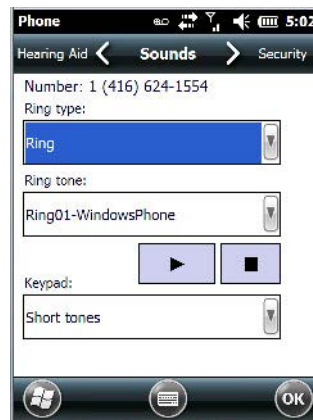 Phone 5:02
Hearing Aid Sounds Security
Number: 1 (416) 624-1554
Ring type:
Ring
Ring tone:
Ring01-WindowsPhone
Keypad:
Short tones
OK